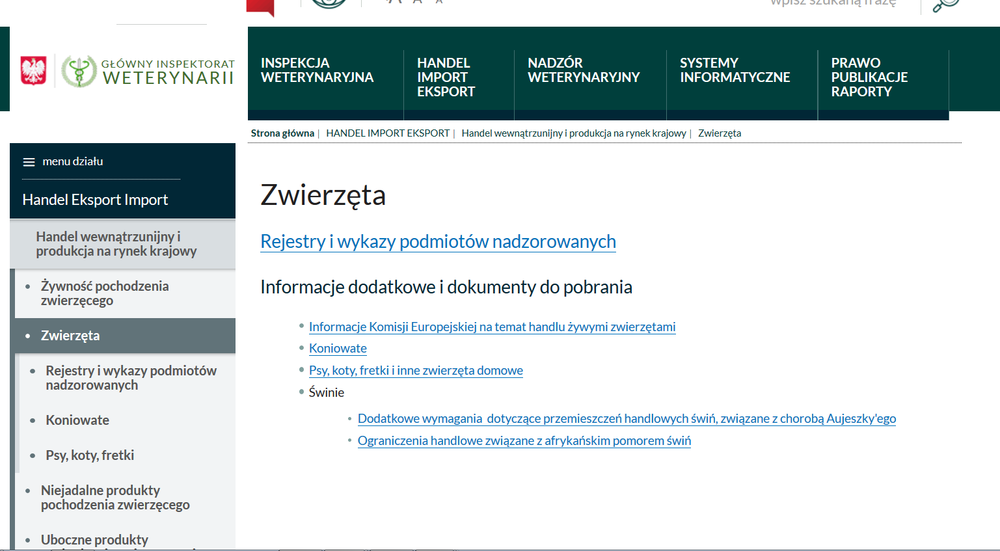 A A A
wpisz szukaną frazę
GŁÓWNY INSPEKTORAT
WETERYNARII
INSPEKCJA
WETERYNARYJNA
HANDEL
IMPORT
EKSPORT
NADZÓR
WETERYNARYJNY
SYSTEMY
INFORMATYCZNE
PRAWO
PUBLIKACJE
RAPORTY
Strona główna | HANDEL IMPORT EKSPORT | Handel wewnątrzunijny i produkcja na rynek krajowy | Zwierzęta
menu działu
Handel Eksport Import
Handel wewnątrzunijny i
produkcja na rynek krajowy
• Żywność pochodzenia
zwierzęcego
• Zwierzęta
• Rejestry i wykazy podmiotów
nadzorowanych
• Koniowate
• Psy, koty, fretki
• Niejadalne produkty
pochodzenia zwierzęcego
• Uboczne produkty
Zwierzęta
Rejestry i wykazy podmiotów nadzorowanych
Informacje dodatkowe i dokumenty do pobrania
• Informacje Komisji Europejskiej na temat handlu żywymi zwierzętami
• Koniowate
• Psy, koty, fretki i inne zwierzęta domowe
• Świnie
• Dodatkowe wymagania  dotyczące przemieszczeń handlowych świń, związane z chorobą Aujeszky'ego
• Ograniczenia handlowe związane z afrykańskim pomorem świń